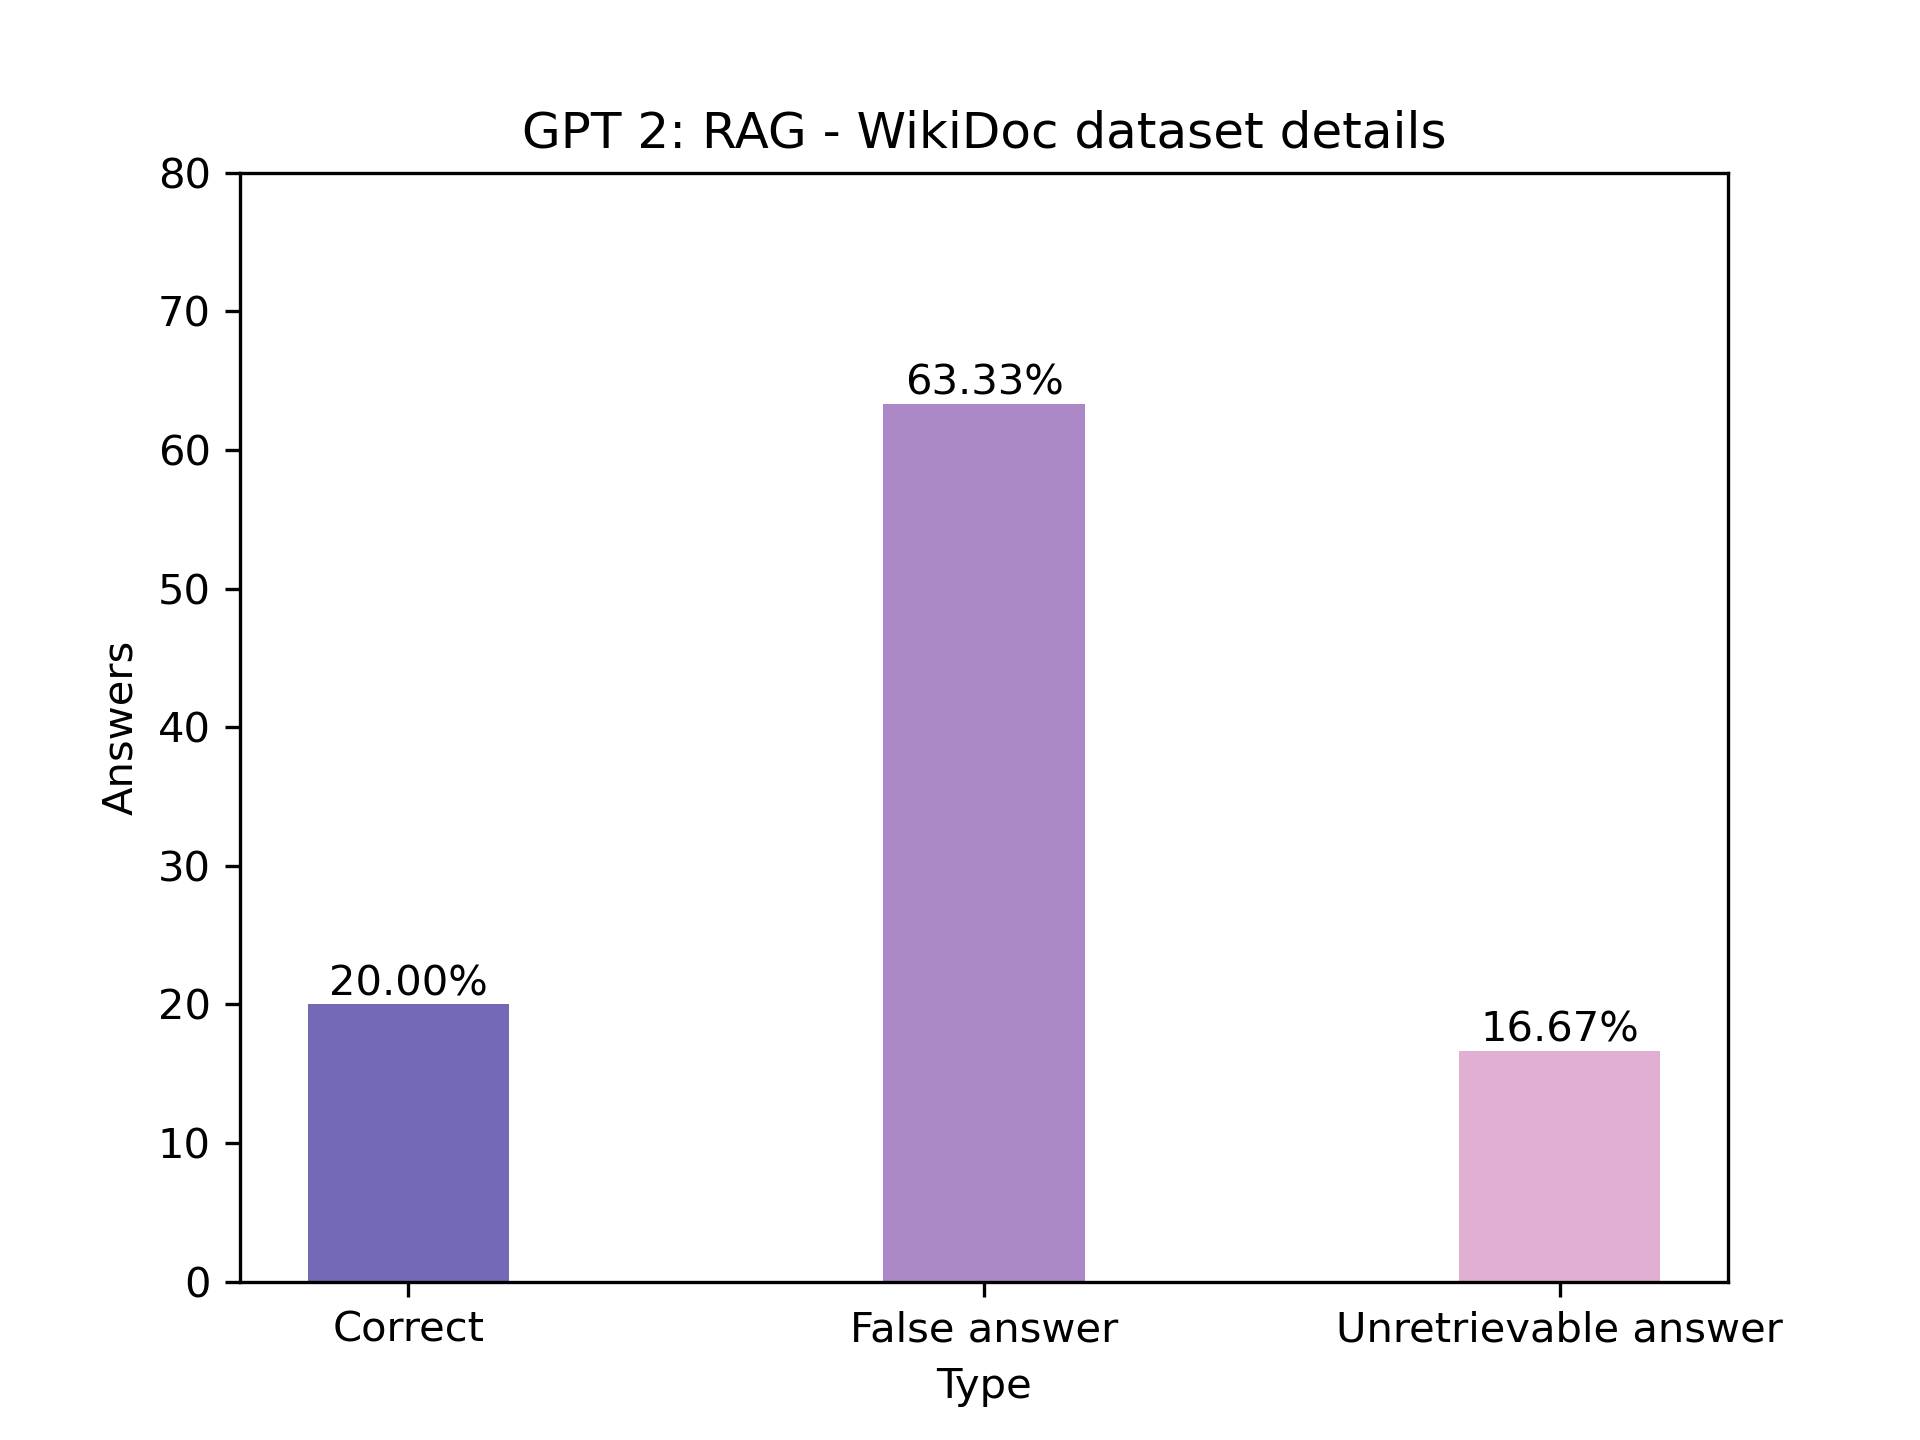 GPT 2: RAG - WikiDoc dataset details
80
70
60
50
40
30
20
10
0
Answers
63.33%
20.00%
16.67%
Correct
False answer
Unretrievable answer
Type